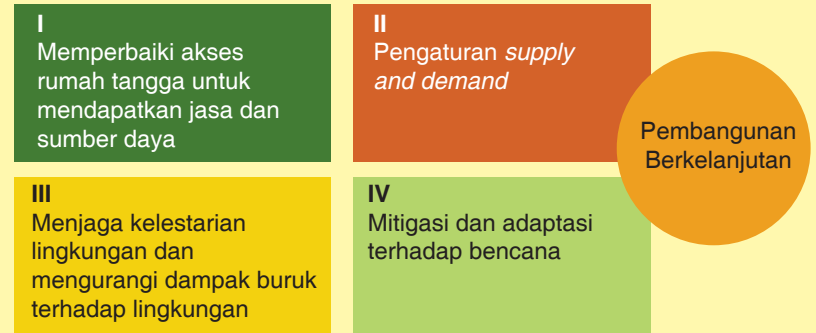 I
Memperbaiki akses
rumah tangga untuk
mendapatkan jasa dan
sumber daya
II
Pengaturan supply
and demand
III
Menjaga kelestarian
lingkungan dan
mengurangi dampak buruk
terhadap lingkungan
IV
Mitigasi dan adaptasi
terhadap bencana
Pembangunan
Berkelanjutan